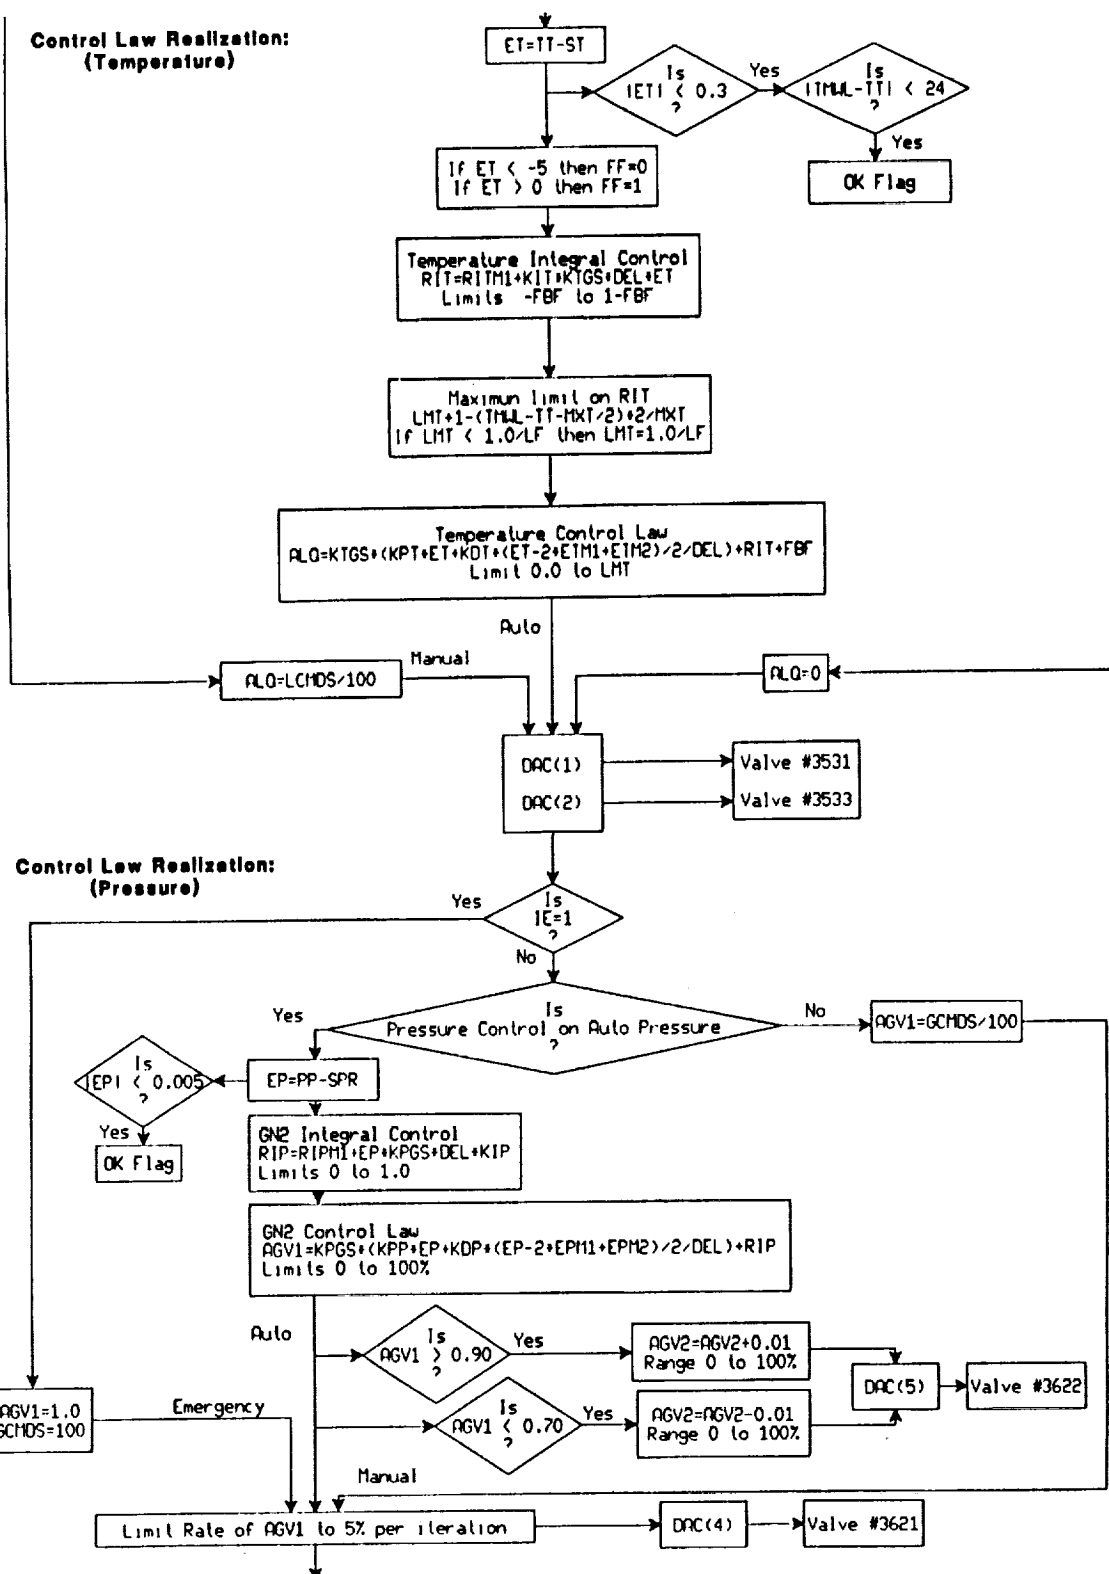 Control Law Realization:
(Temperature)
ET=TT-ST
Is
|ET| < 0.3
?
Yes
Is
|TMWL-TT| < 24
?
Yes
OK Flag
If ET < -5 then FF=0
If ET > 0 then FF=1
Temperature Integral Control
RIT=RITM1+KIT*KTGS*DEL*ET
Limits -FBF to 1-FBF
Maximun limit on RIT
LMT+1-(TMWL-TT-MXT/2)*2/MXT
If LMT < 1.0/LF then LMT=1.0/LF
Temperature Control Law
ALQ=KTGS*(KPT*ET+KDT*(ET-2*ETM1+ETM2)/2/DEL)+RIT+FBF
Limit 0.0 to LMT
Auto
Manual
ALQ=LCMDS/100
ALQ=0
DAC(1)
Valve #3531
DAC(2)
Valve #3533
Control Law Realization:
(Pressure)
Yes
Is
IE=1
?
No
Is
Pressure Control on Auto Pressure
?
Yes
No
AGV1=GCMDS/100
Is
|EP| < 0.005
?
EP=PP-SPR
Yes
OK Flag
GN2 Integral Control
RIP=RIPM1+EP*KPGS*DEL*KIP
Limits 0 to 1.0
GN2 Control Law
AGV1=KPGS*(KPP*EP+KDP*(EP-2*EPM1+EPM2)/2/DEL)+RIP
Limits 0 to 100%
Auto
Is
AGV1 > 0.90
?
Yes
AGV2=AGV2+0.01
Range 0 to 100%
DAC(5)
Valve #3622
AGV1=1.0
GCMDS=100
Emergency
Is
AGV1 < 0.70
?
Yes
AGV2=AGV2-0.01
Range 0 to 100%
Manual
Limit Rate of AGV1 to 5% per iteration
DAC(4)
Valve #3621